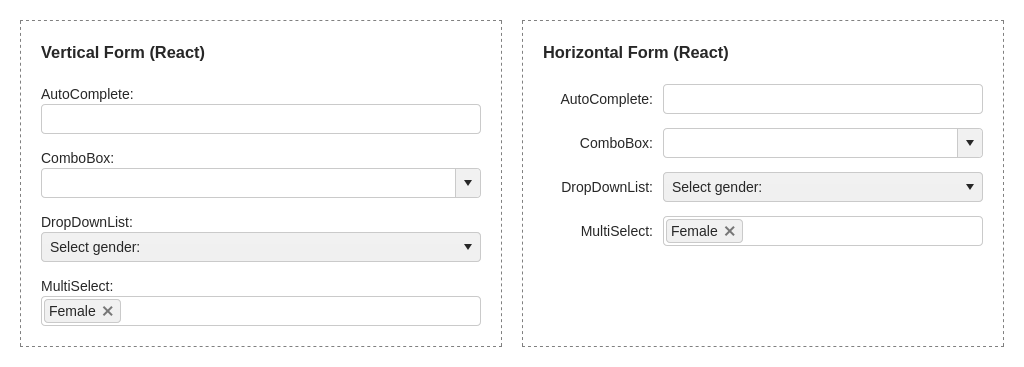 Vertical Form (React)
AutoComplete:
ComboBox:
DropDownList:
Select gender:
MultiSelect:
Female
Horizontal Form (React)
AutoComplete:
ComboBox:
DropDownList: Select gender:
MultiSelect: Female